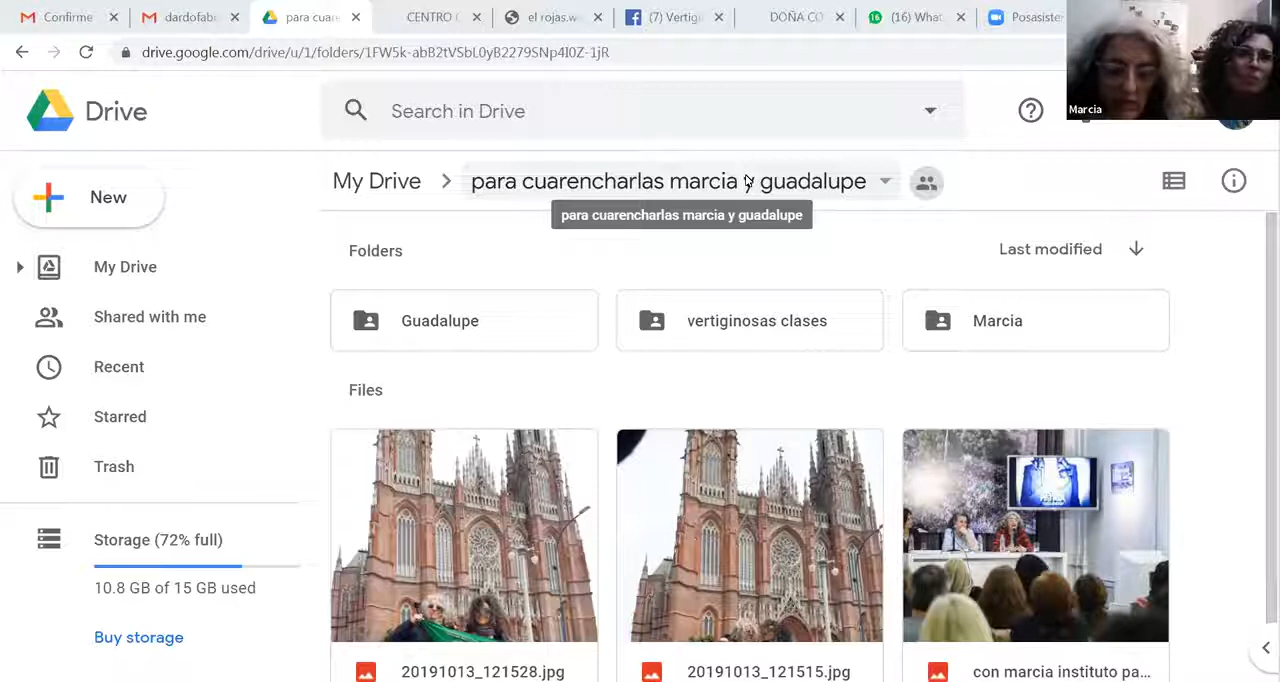 Confirme
dardofab
para cuare
CENTRO
el rojas.w
(7) Vertig
DOÑA CO
(16) What
Posasiste
drive.google.com/drive/u/1/folders/1FW5k-abB2tVSbL0yB2279SNp4I0Z-1jR
Marcia
Drive
Search in Drive
New
My Drive
para cuarencharlas marcia y guadalupe
para cuarencharlas marcia y guadalupe
My Drive
Shared with me
Recent
Starred
Trash
Storage (72% full)
10.8 GB of 15 GB used
Buy storage
Folders
Last modified
Guadalupe
vertiginosas clases
Marcia
Files
20191013_121528.jpg
20191013_121515.jpg
con marcia instituto pa...